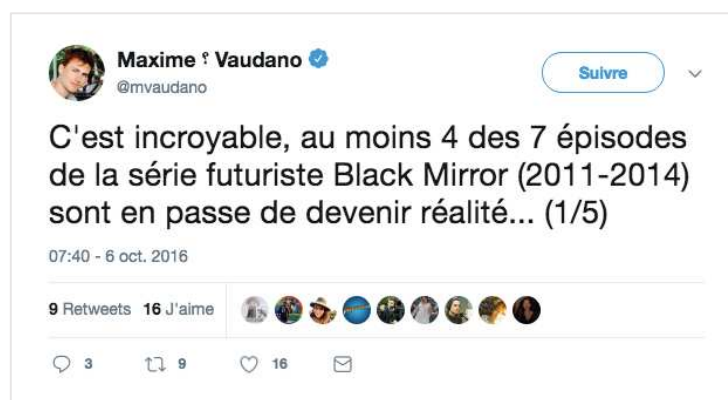 Maxime ⸮ Vaudano
@mvaudano
Suivre
C'est incroyable, au moins 4 des 7 épisodes
de la série futuriste Black Mirror (2011-2014)
sont en passe de devenir réalité... (1/5)
07:40 - 6 oct. 2016
9 Retweets 16 J'aime
3 9 16